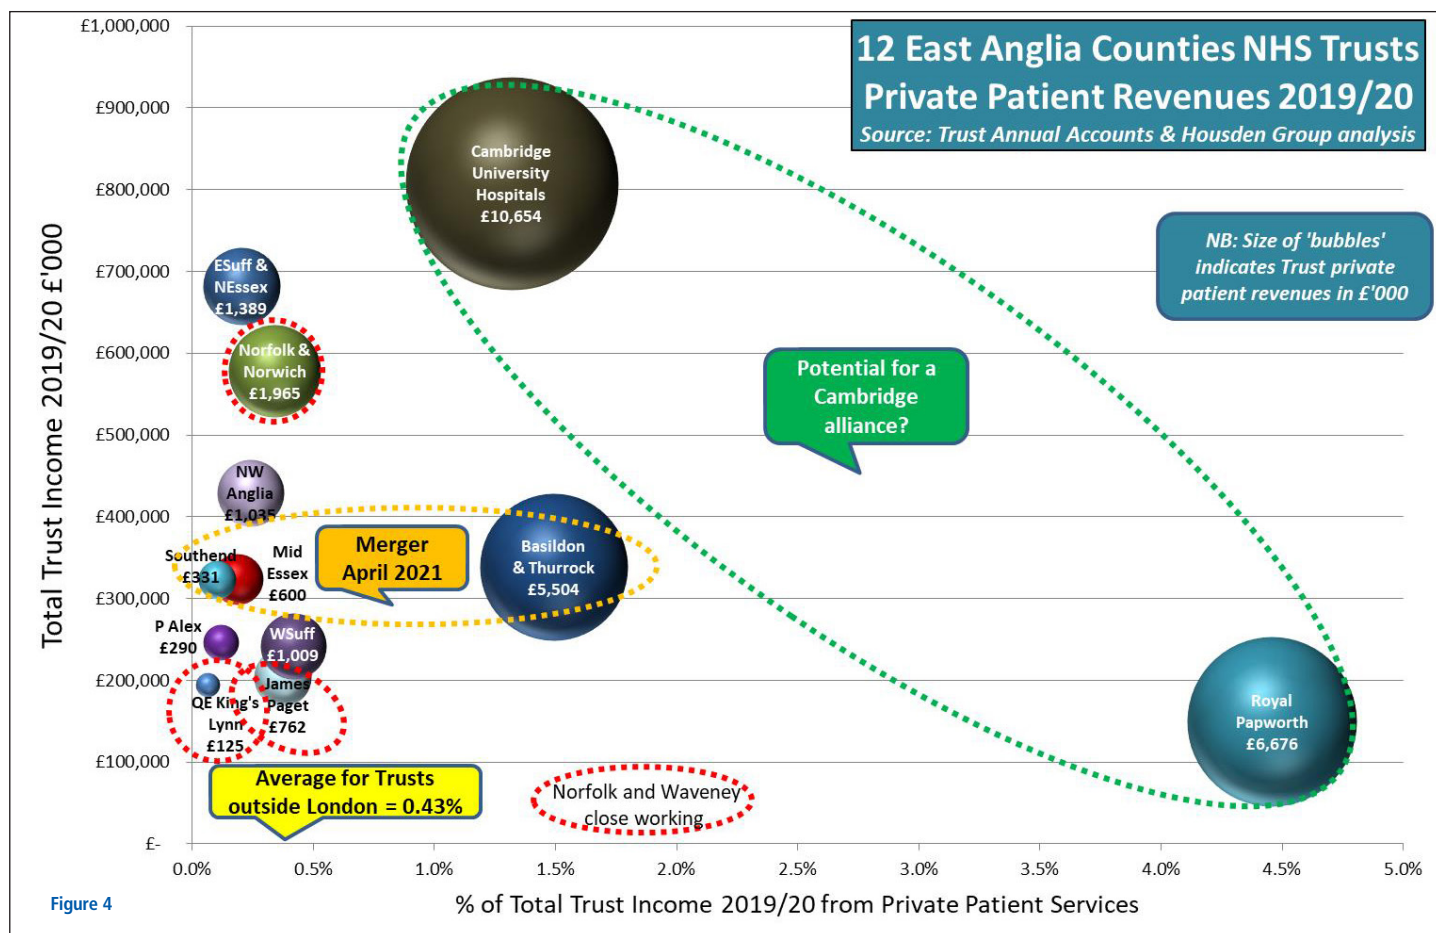 12 East Anglia Counties NHS Trusts
Private Patient Revenues 2019/20
Source: Trust Annual Accounts & Housden Group analysis
NB: Size of 'bubbles'
indicates Trust private
patient revenues in £'000
Total Trust Income 2019/20 £'000
£1,000,000
£900,000
£800,000
£700,000
£600,000
£500,000
£400,000
£300,000
£200,000
£100,000
£-
Cambridge
University
Hospitals
£10,654
ESuff &
NEssex
£1,389
Norfolk &
Norwich
£1,965
Potential for a
Cambridge
alliance?
NW
Anglia
£1,035
Southend
£331
Mid
Essex
£600
Merger
April 2021
Basildon
& Thurrock
£5,504
P Alex
£290
WSuff
£1,009
QE King's
Lynn
£125
James
Paget
£762
Royal
Papworth
£6,676
Average for Trusts
outside London = 0.43%
Norfolk and Waveney
close working
0.0%
0.5%
1.0%
1.5%
2.0%
2.5%
3.0%
3.5%
4.0%
4.5%
5.0%
% of Total Trust Income 2019/20 from Private Patient Services
Figure 4